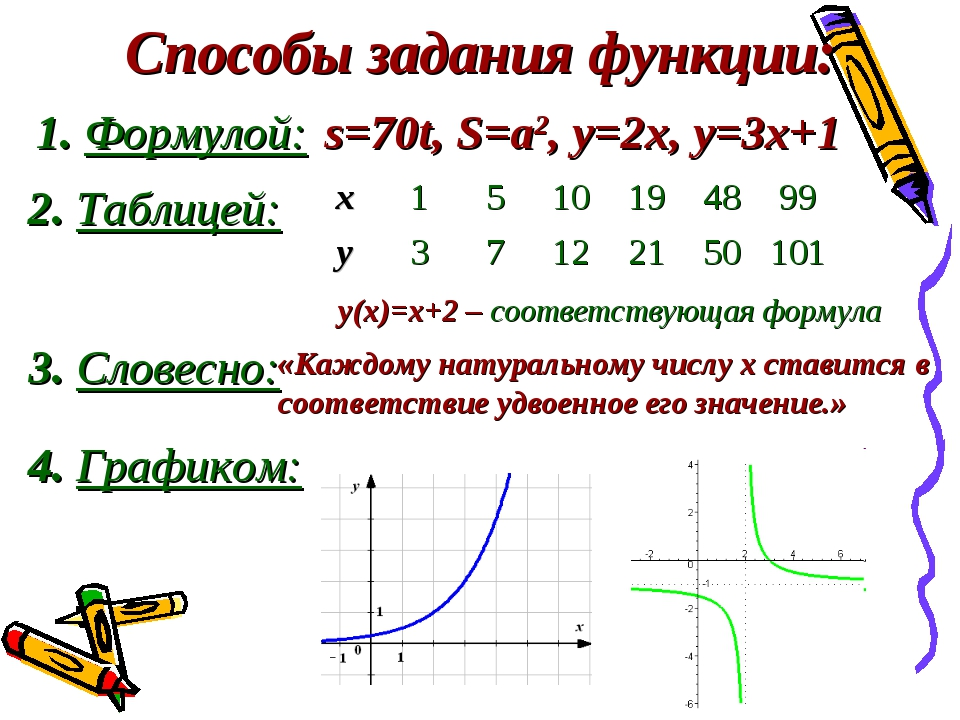 Способы задания функции:
1. Формулой: s=70t, S=a², y=2x, y=3x+1
2. Таблицей:
x 1 5 10 19 48 99
y 3 7 12 21 50 101
y(x)=x+2 – соответствующая формула
3. Словесно: «Каждому натуральному числу x ставится в
соответствие удвоенное его значение.»
4. Графиком:
y
1
x
–1 0 1
4
2
-2 0 2 4 6
-1
-2
-4
-6